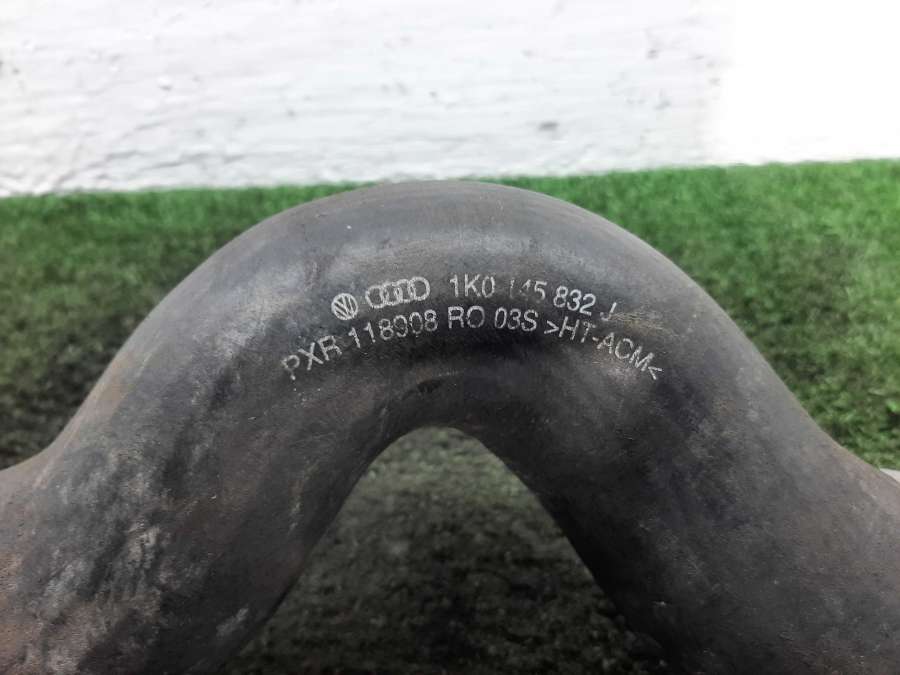 1K0 145 832 J
PXR 118908 RO 03S >HT-ACM<